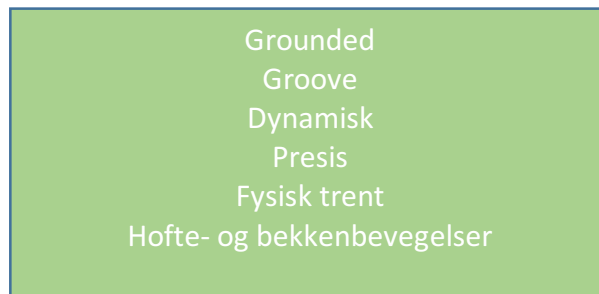 Grounded
Groove
Dynamisk
Presis
Fysisk trent
Hofte- og bekkenbevegelser